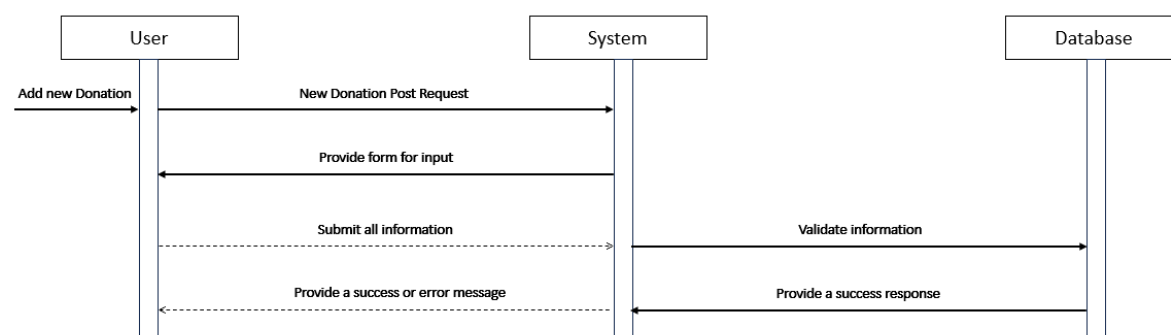 User
System
Database
Add new Donation
New Donation Post Request
Provide form for input
Submit all information
Validate information
Provide a success or error message
Provide a success response